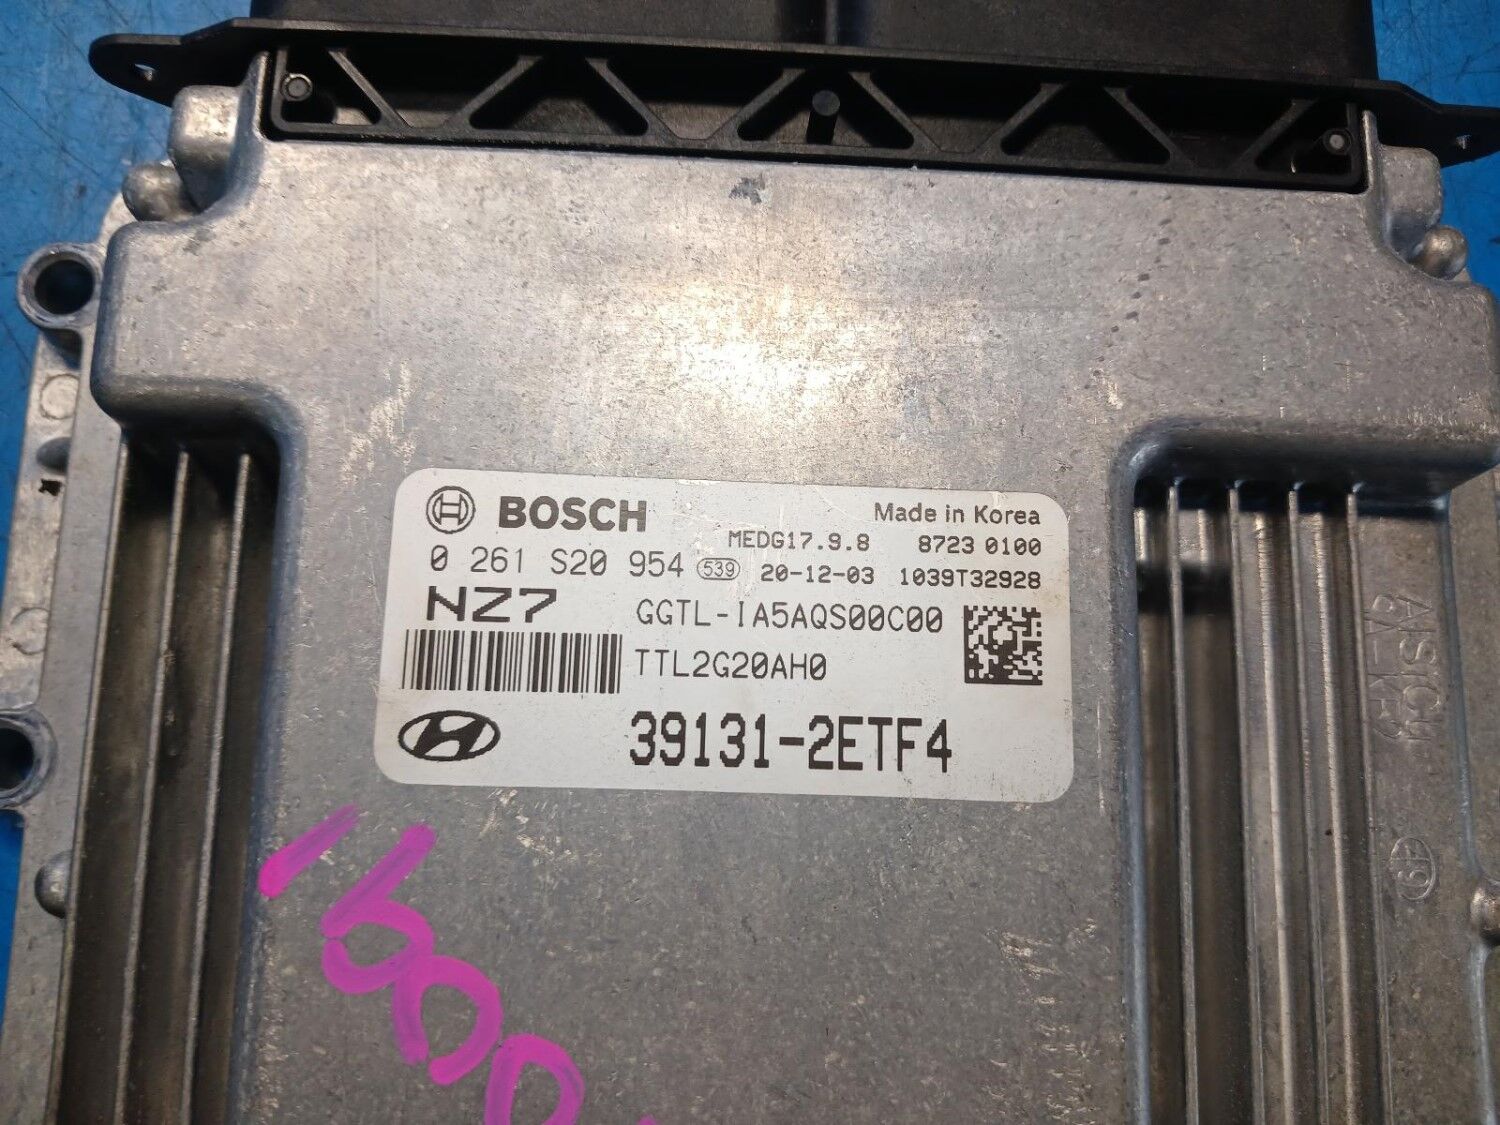 BOSCH
Made in Korea
MEDG17.9.8 8723 0100
0 261 S20 954 539 20-12-03 1039T32928
NZ7
GGTL-IA5AQS00C00
TTL2G20AH0
39131-2ETF4